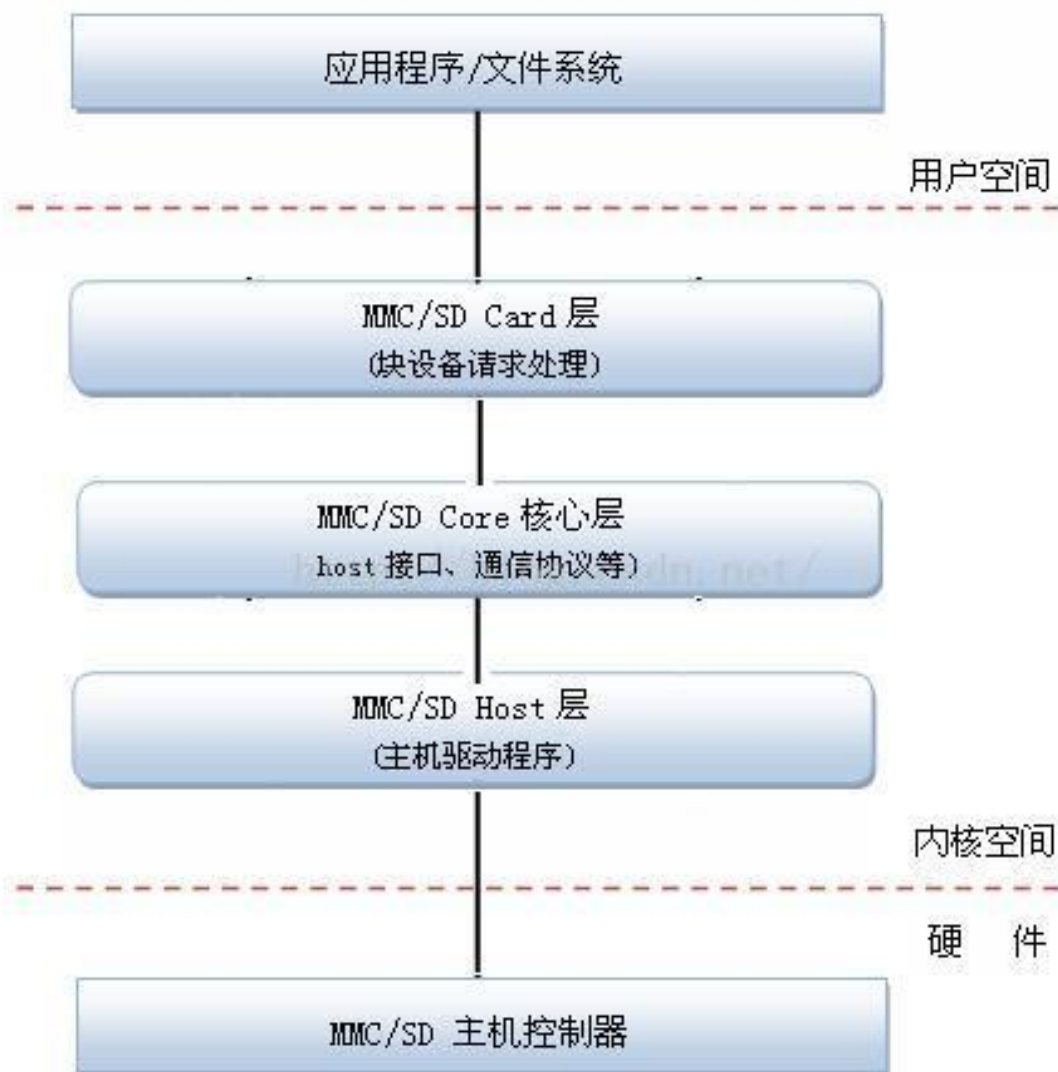 应用程序/文件系统
用户空间
MMC/SD Card 层
(块设备请求处理)
MMC/SD Core 核心层
host 接口、通信协议等)
MMC/SD Host 层
(主机驱动程序)
内核空间
硬 件
MMC/SD 主机控制器